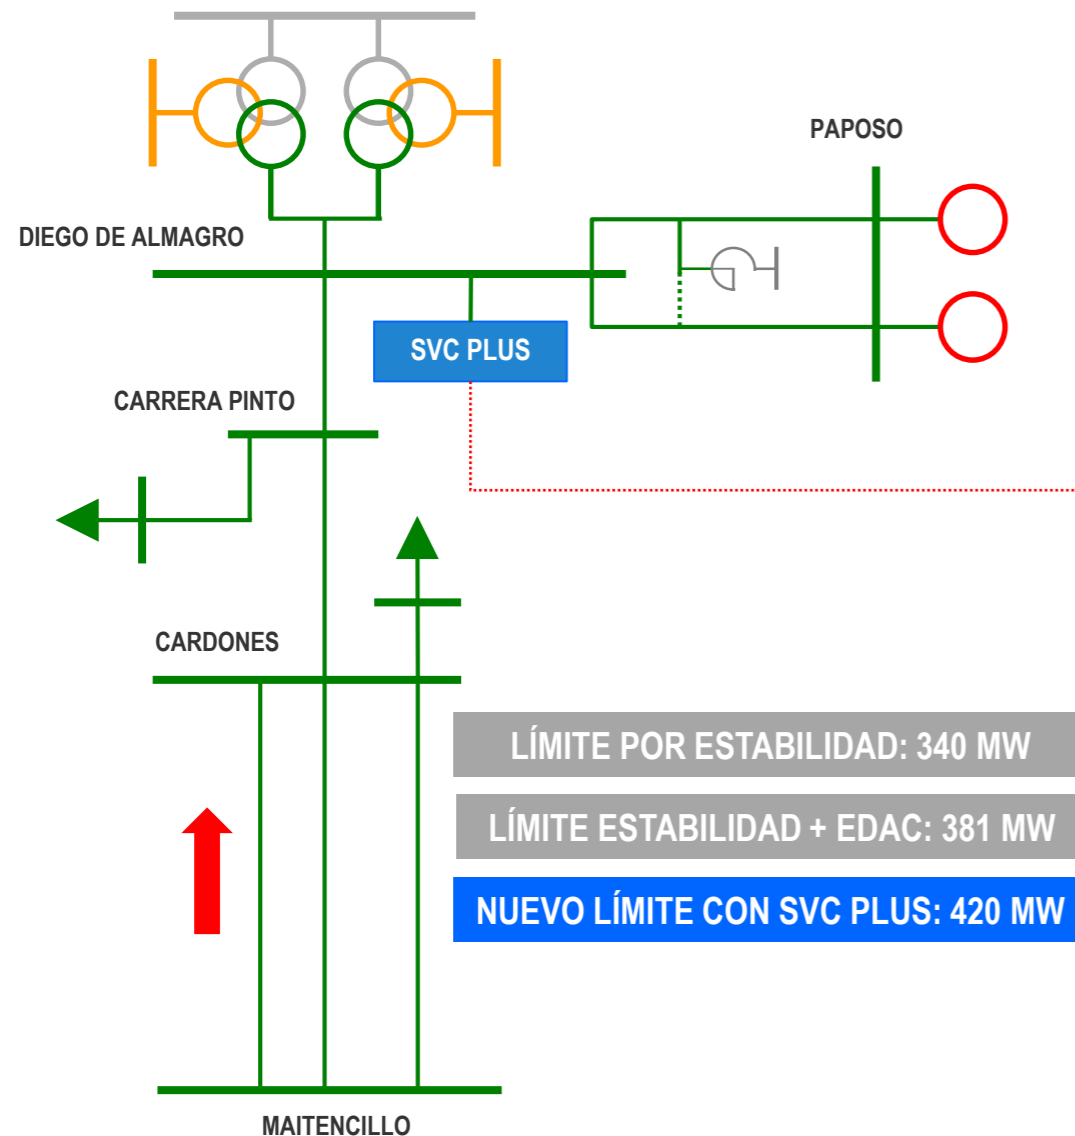 PAPOSO
DIEGO DE ALMAGRO
SVC PLUS
CARRERA PINTO
CARDONES
LÍMITE POR ESTABILIDAD: 340 MW
LÍMITE ESTABILIDAD + EDAC: 381 MW
NUEVO LÍMITE CON SVC PLUS: 420 MW
MAITENCILLO